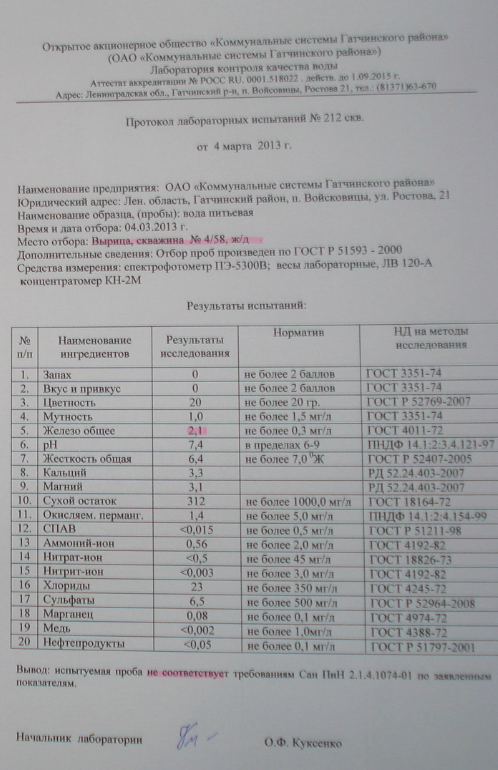 Открытое акционерное общество «Коммунальные системы Гатчинского района»
(ОАО «Коммунальные системы Гатчинского района»)
Лаборатория контроля качества воды
Аттестат аккредитации № РОСС RU. 0001.518022 . действ. до 1.09.2015 г.
Адрес: Ленинградская обл., Гатчинский р-н, п. Войсовицы, Ростова 21, тел.: (81371)63-670
Протокол лабораторных испытаний № 212 скв.
от 4 марта 2013 г.
Наименование предприятия: ОАО «Коммунальные системы Гатчинского района»
Юридический адрес: Лен. область, Гатчинский район, п. Войсковицы, ул. Ростова, 21
Наименование образца, (пробы): вода питьевая
Время и дата отбора: 04.03.2013 г.
Место отбора: Вырица, скважина № 4/58, ж/д
Дополнительные сведения: Отбор проб произведен по ГОСТ Р 51593 - 2000
Средства измерения: спектрофотометр ПЭ-5300В; весы лабораторные, ЛВ 120-А
концентратомер КН-2М
Результаты испытаний:
№ п/п Наименование ингредиентов Результаты исследования Норматив НД на методы исследования
1. Запах 0 не более 2 баллов ГОСТ 3351-74
2. Вкус и привкус 0 не более 2 баллов ГОСТ 3351-74
3. Цветность 20 не более 20 гр. ГОСТ Р 52769-2007
4. Мутность 1,0 не более 1,5 мг/л ГОСТ 3351-74
5. Железо общее 2,1 не более 0,3 мг/л ГОСТ 4011-72
6. рН 7,4 в пределах 6-9 ПНДФ 14.1:2:3.4.121-97
7. Жесткость общая 6,4 не более 7,0 ⁰Ж ГОСТ Р 52407-2005
8. Кальций 3,3 РД 52.24.403-2007
9. Магний 3,1 РД 52.24.403-2007
10. Сухой остаток 312 не более 1000,0 мг/л ГОСТ 18164-72
11. Окисляем. перманг. 1,4 не более 5,0 мг/л ПНДФ 14.1:2:4.154-99
12. СПАВ <0,015 не более 0,5 мг/л ГОСТ Р 51211-98
13 Аммоний-ион 0,56 не более 2,0 мг/л ГОСТ 4192-82
14 Нитрат-ион <0,5 не более 45 мг/л ГОСТ 18826-73
15 Нитрит-ион <0,003 не более 3,0 мг/л ГОСТ 4192-82
16 Хлориды 23 не более 350 мг/л ГОСТ 4245-72
17 Сульфаты 6,5 не более 500 мг/л ГОСТ Р 52964-2008
18 Марганец 0,08 не более 0,1 мг/л ГОСТ 4974-72
19 Медь <0,002 не более 1,0мг/л ГОСТ 4388-72
20 Нефтепродукты <0,05 не более 0,1 мг/л ГОСТ Р 51797-2001
Вывод: испытуемая проба не соответствует требованиям Сан ПиН 2.1.4.1074-01 по заявленным
показателям.
Начальник лаборатории О.Ф. Куксенко